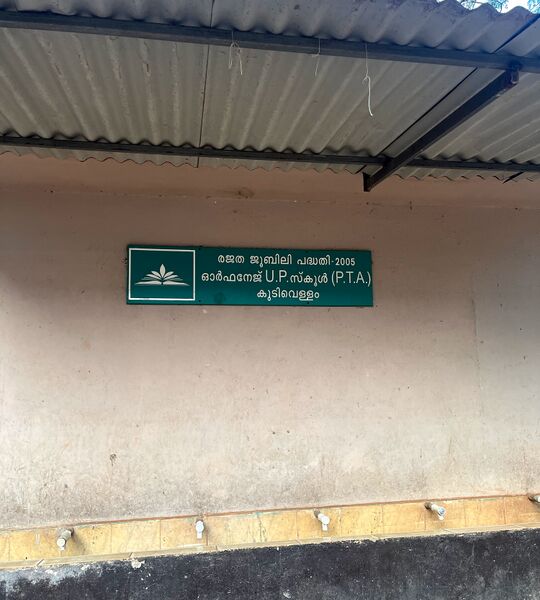 രജത ജൂബിലി പദ്ധതി-2005
ഓർഫനേജ് U.P.സ്കൂൾ (P.T.A.)
കുടിവെള്ളം